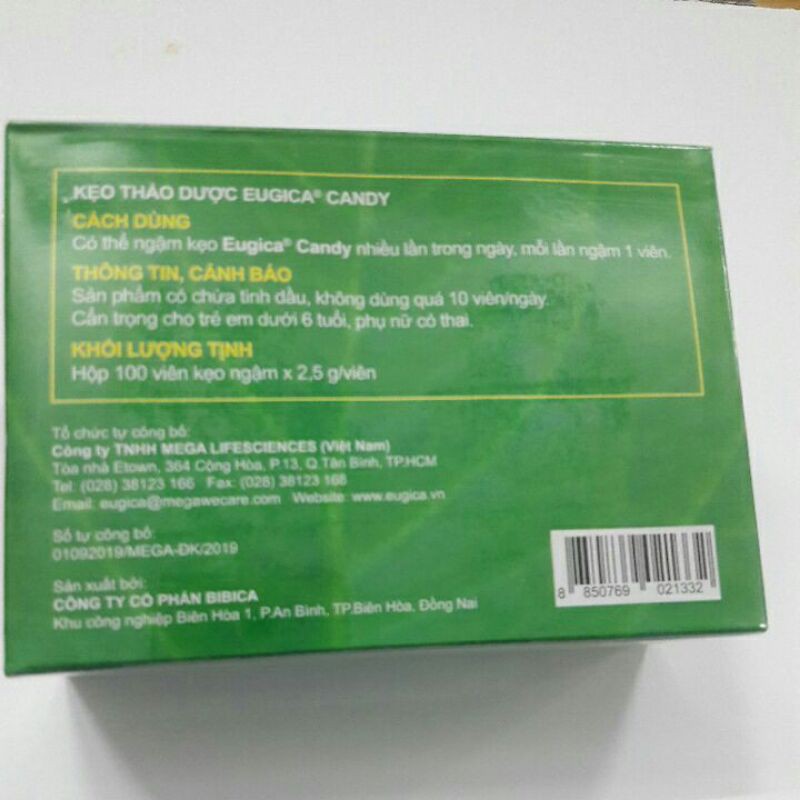 KẸO THẢO DƯỢC EUGICA® CANDY
CÁCH DÙNG
Có thể ngậm kẹo Eugica® Candy nhiều lần trong ngày, mỗi lần ngậm 1 viên.
THÔNG TIN, CẢNH BÁO
Sản phẩm có chứa tinh dầu, không dùng quá 10 viên/ngày.
Cẩn trọng cho trẻ em dưới 6 tuổi, phụ nữ có thai.
KHỐI LƯỢNG TỊNH
Hộp 100 viên kẹo ngậm x 2,5 g/viên
Tổ chức tự công bố:
Công ty TNHH MEGA LIFESCIENCES (Việt Nam)
Tòa nhà Etown, 364 Cộng Hòa, P.13, Q.Tân Bình, TP.HCM
Tel: (028) 38123 166 Fax: (028) 38123 168
Email: eugica@megawecare.com Website: www.eugica.vn
Số tự công bố:
01092019/MEGA-ĐK/2019
Sản xuất bởi:
CÔNG TY CỔ PHẦN BIBICA
Khu công nghiệp Biên Hòa 1, P.An Bình, TP.Biên Hòa, Đồng Nai
8 850769 021332